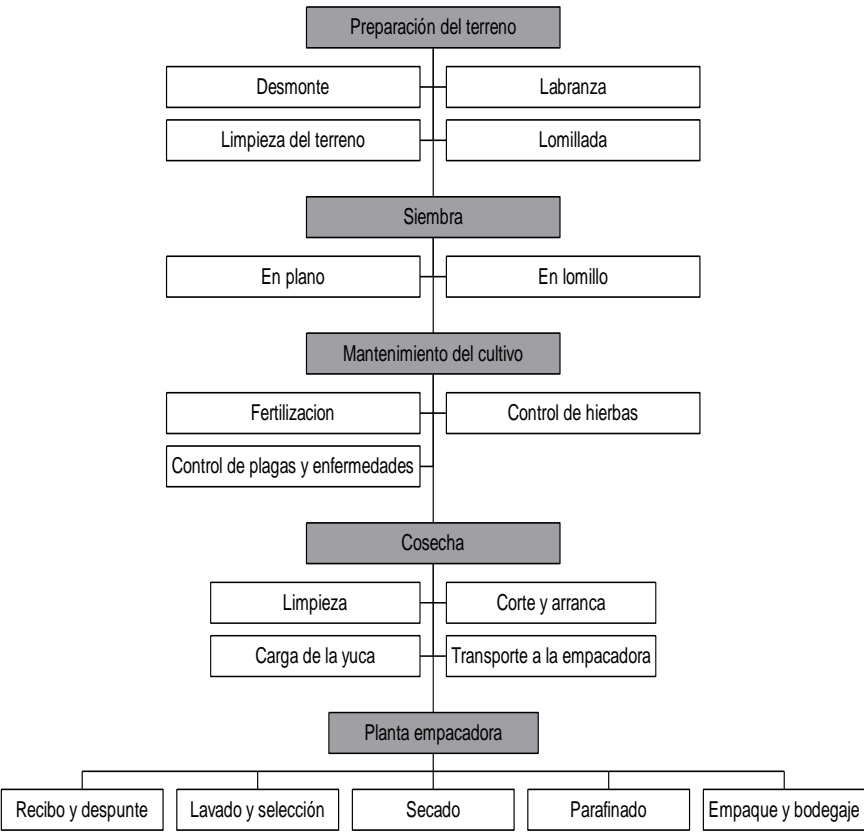 Preparación del terreno
Desmonte
Labranza
Limpieza del terreno
Lomillada
Siembra
En plano
En lomillo
Mantenimiento del cultivo
Fertilizacion
Control de hierbas
Control de plagas y enfermedades
Cosecha
Limpieza
Corte y arranca
Carga de la yuca
Transporte a la empacadora
Planta empacadora
Recibo y despunte
Lavado y selección
Secado
Parafinado
Empaque y bodegaje